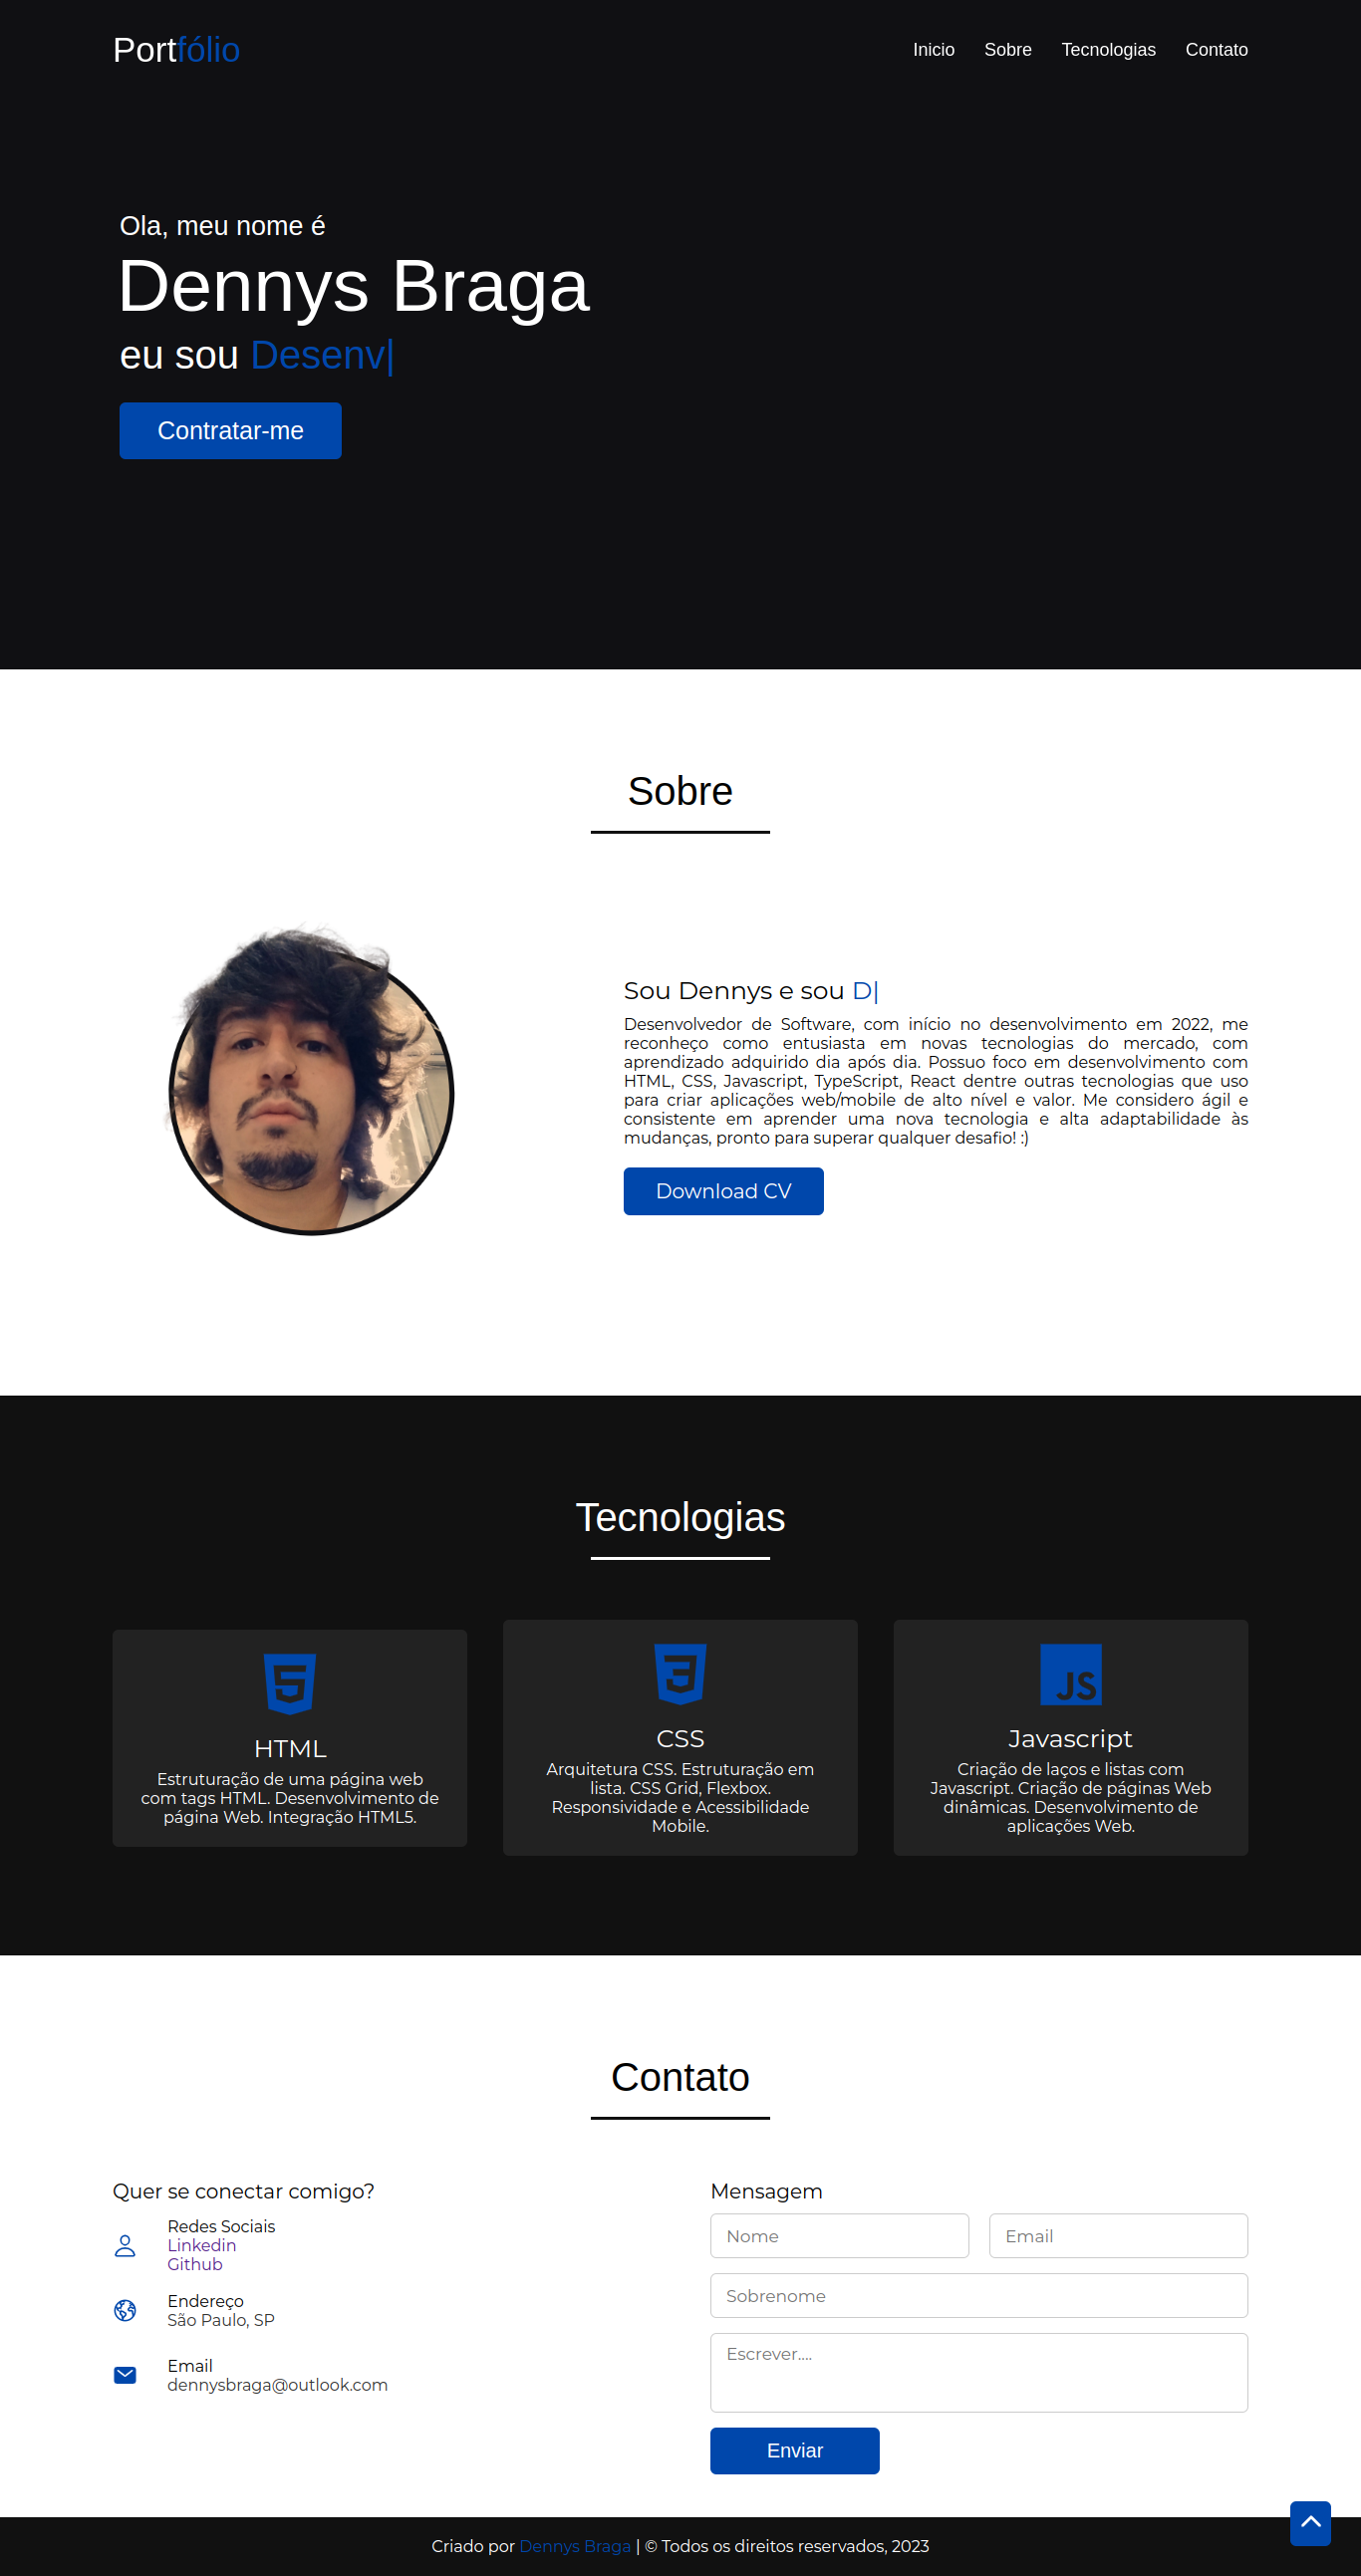 Portfólio
Inicio Sobre Tecnologias Contato
Ola, meu nome é
Dennys Braga
eu sou Desenv|
Contratar-me
Sobre
Sou Dennys e sou D|
Desenvolvedor de Software, com início no desenvolvimento em 2022, me
reconheço como entusiasta em novas tecnologias do mercado, com
aprendizado adquirido dia após dia. Possuo foco em desenvolvimento com
HTML, CSS, Javascript, TypeScript, React dentre outras tecnologias que uso
para criar aplicações web/mobile de alto nível e valor. Me considero ágil e
consistente em aprender uma nova tecnologia e alta adaptabilidade às
mudanças, pronto para superar qualquer desafio! :)
Download CV
Tecnologias
HTML
Estruturação de uma página web
com tags HTML. Desenvolvimento de
página Web. Integração HTML5.
CSS
Arquitetura CSS. Estruturação em
lista. CSS Grid, Flexbox.
Responsividade e Acessibilidade
Mobile.
JS
Javascript
Criação de laços e listas com
Javascript. Criação de páginas Web
dinâmicas. Desenvolvimento de
aplicações Web.
Contato
Quer se conectar comigo?
Redes Sociais
Linkedin
Github
Endereço
São Paulo, SP
Email
dennysbraga@outlook.com
Mensagem
Nome
Email
Sobrenome
Escrever....
Enviar
Criado por Dennys Braga | © Todos os direitos reservados, 2023